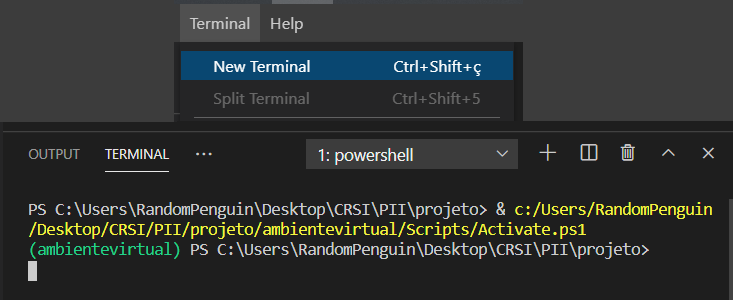 Terminal Help
New Terminal Ctrl+Shift+ç
Split Terminal Ctrl+Shift+5
OUTPUT TERMINAL ··· 1: powershell
PS C:\Users\RandomPenguin\Desktop\CRSI\PII\projeto> & c:/Users/RandomPenguin
/Desktop/CRSI/PII/projeto/ambientevirtual/Scripts/Activate.ps1
(ambientevirtual) PS C:\Users\RandomPenguin\Desktop\CRSI\PII\projeto>